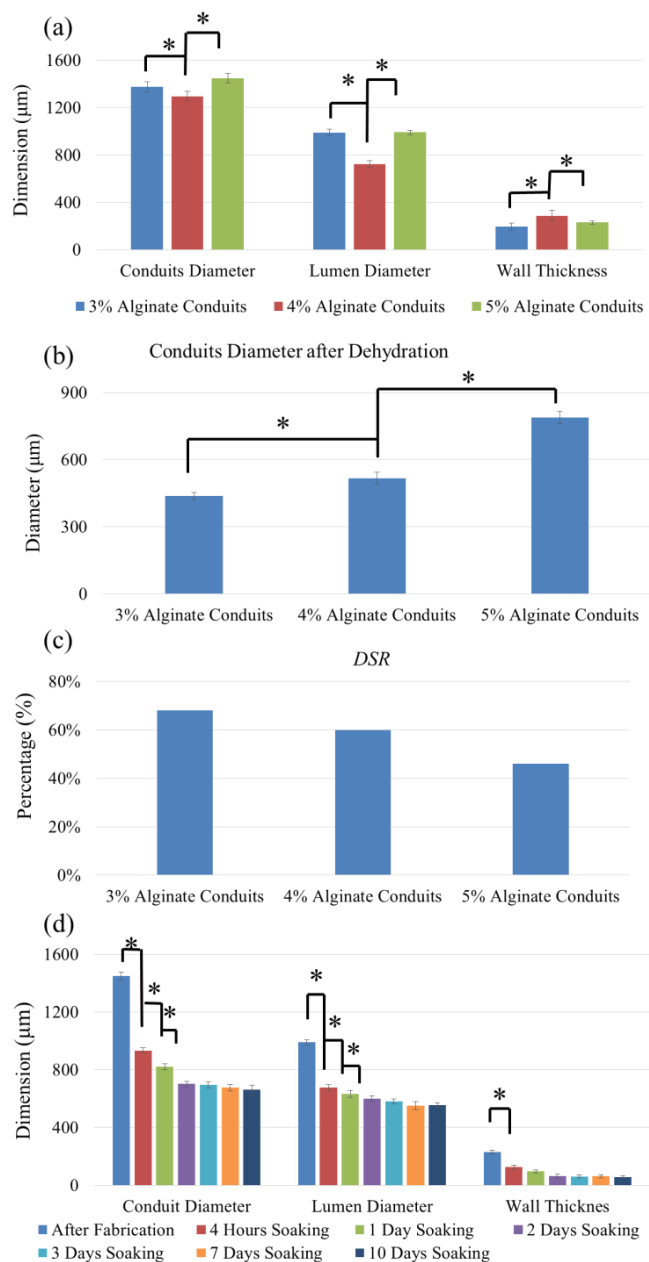 (a)
*
*
*
*
*
*
1600
1200
800
400
0
Dimension (μm)
Conduits Diameter
Lumen Diameter
Wall Thickness
3% Alginate Conduits
4% Alginate Conduits
5% Alginate Conduits
(b)
Conduits Diameter after Dehydration
*
*
900
600
300
0
Diameter (μm)
3% Alginate Conduits
4% Alginate Conduits
5% Alginate Conduits
(c)
DSR
80%
60%
40%
20%
0%
Percentage (%)
3% Alginate Conduits
4% Alginate Conduits
5% Alginate Conduits
(d)
*
*
*
*
*
*
*
1600
1200
800
400
0
Dimension (μm)
Conduit Diameter
Lumen Diameter
Wall Thicknes
After Fabrication
4 Hours Soaking
1 Day Soaking
2 Days Soaking
3 Days Soaking
7 Days Soaking
10 Days Soaking